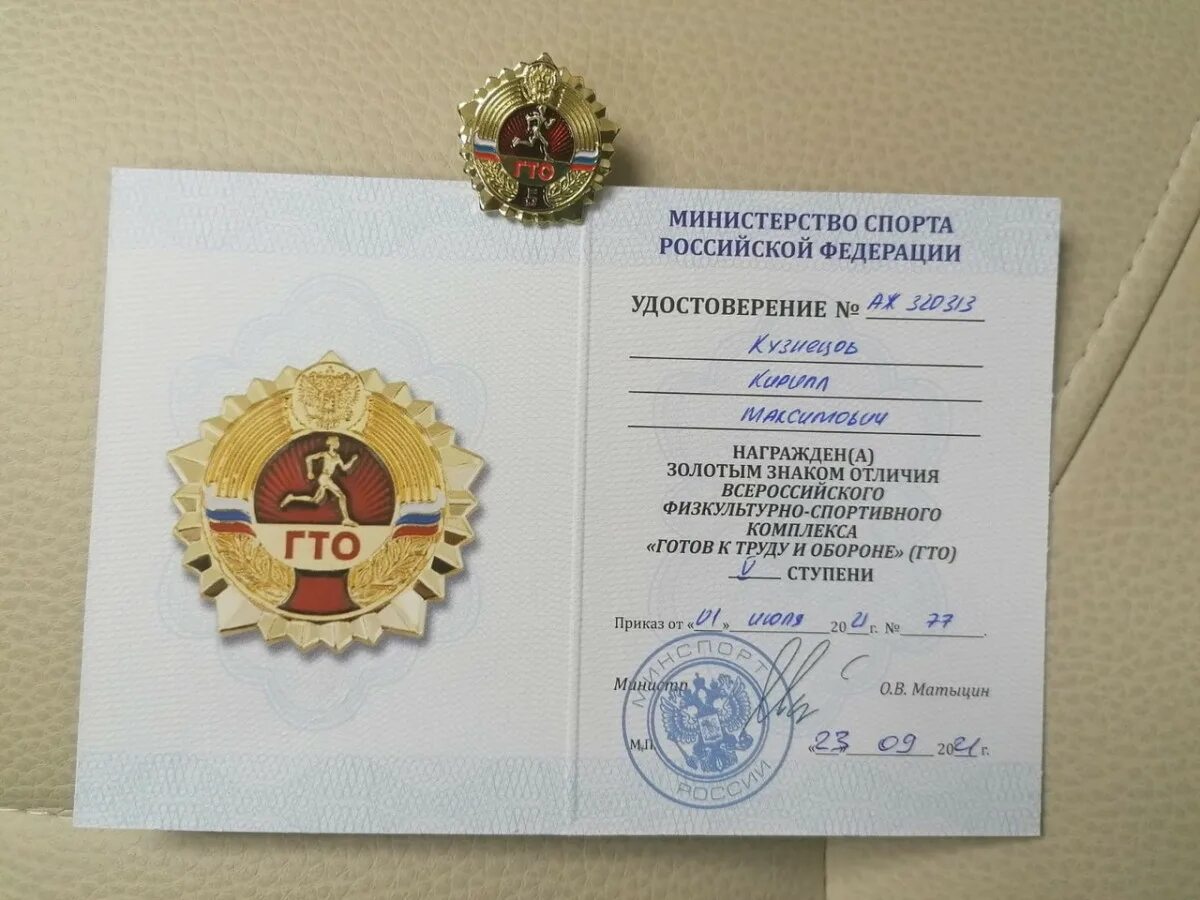 ГТО
ГТО
МИНИСТЕРСТВО СПОРТА
РОССИЙСКОЙ ФЕДЕРАЦИИ
УДОСТОВЕРЕНИЕ № АЖ 320313
Кузнецов
Кирилл
Максимович
НАГРАЖДЕН(А)
ЗОЛОТЫМ ЗНАКОМ ОТЛИЧИЯ
ВСЕРОССИЙСКОГО
ФИЗКУЛЬТУРНО-СПОРТИВНОГО
КОМПЛЕКСА
«ГОТОВ К ТРУДУ И ОБОРОНЕ» (ГТО)
V СТУПЕНИ
Приказ от «01» июля 2021 г. № 77.
Министр О.В. Матыцин
М.П.
«23» 09 2021 г.
МИНСПОРТ РОССИИ